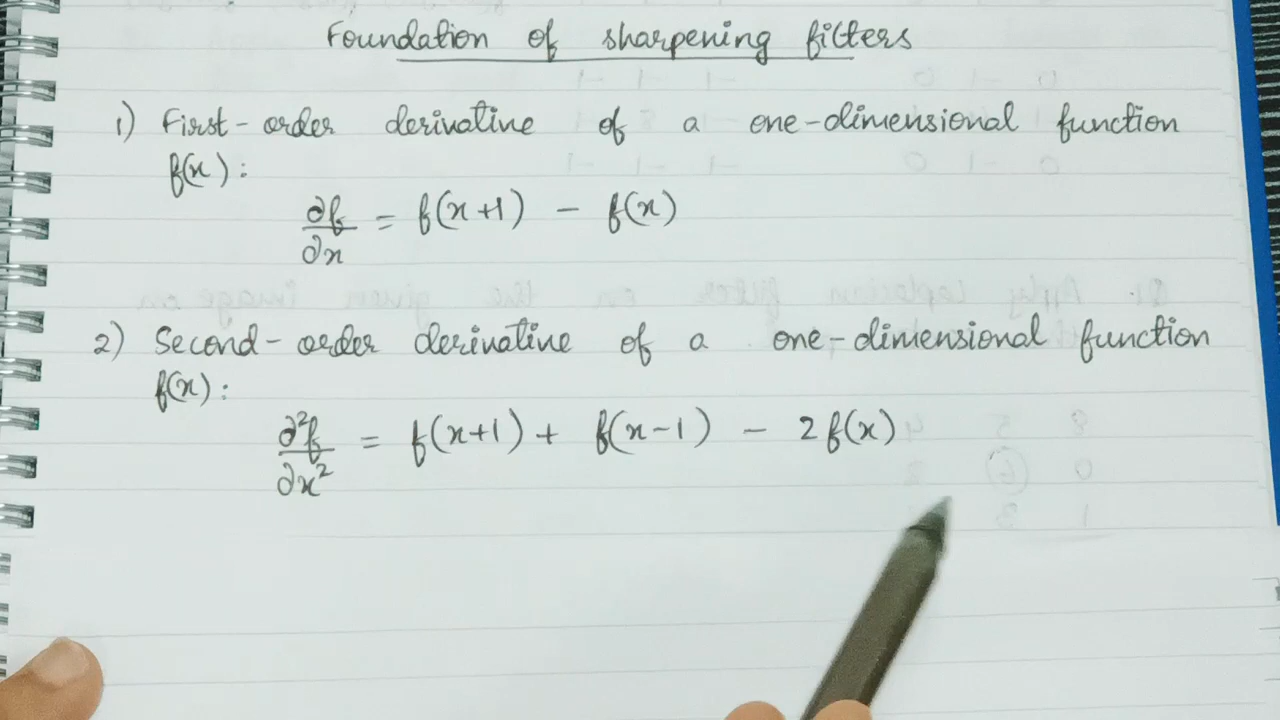 Foundation of sharpening filters
1) First-order derivative of a one-dimensional function
f(x):
∂f/∂x = f(x+1) - f(x)
2) Second-order derivative of a one-dimensional function
f(x):
∂²f/∂x² = f(x+1) + f(x-1) - 2f(x)